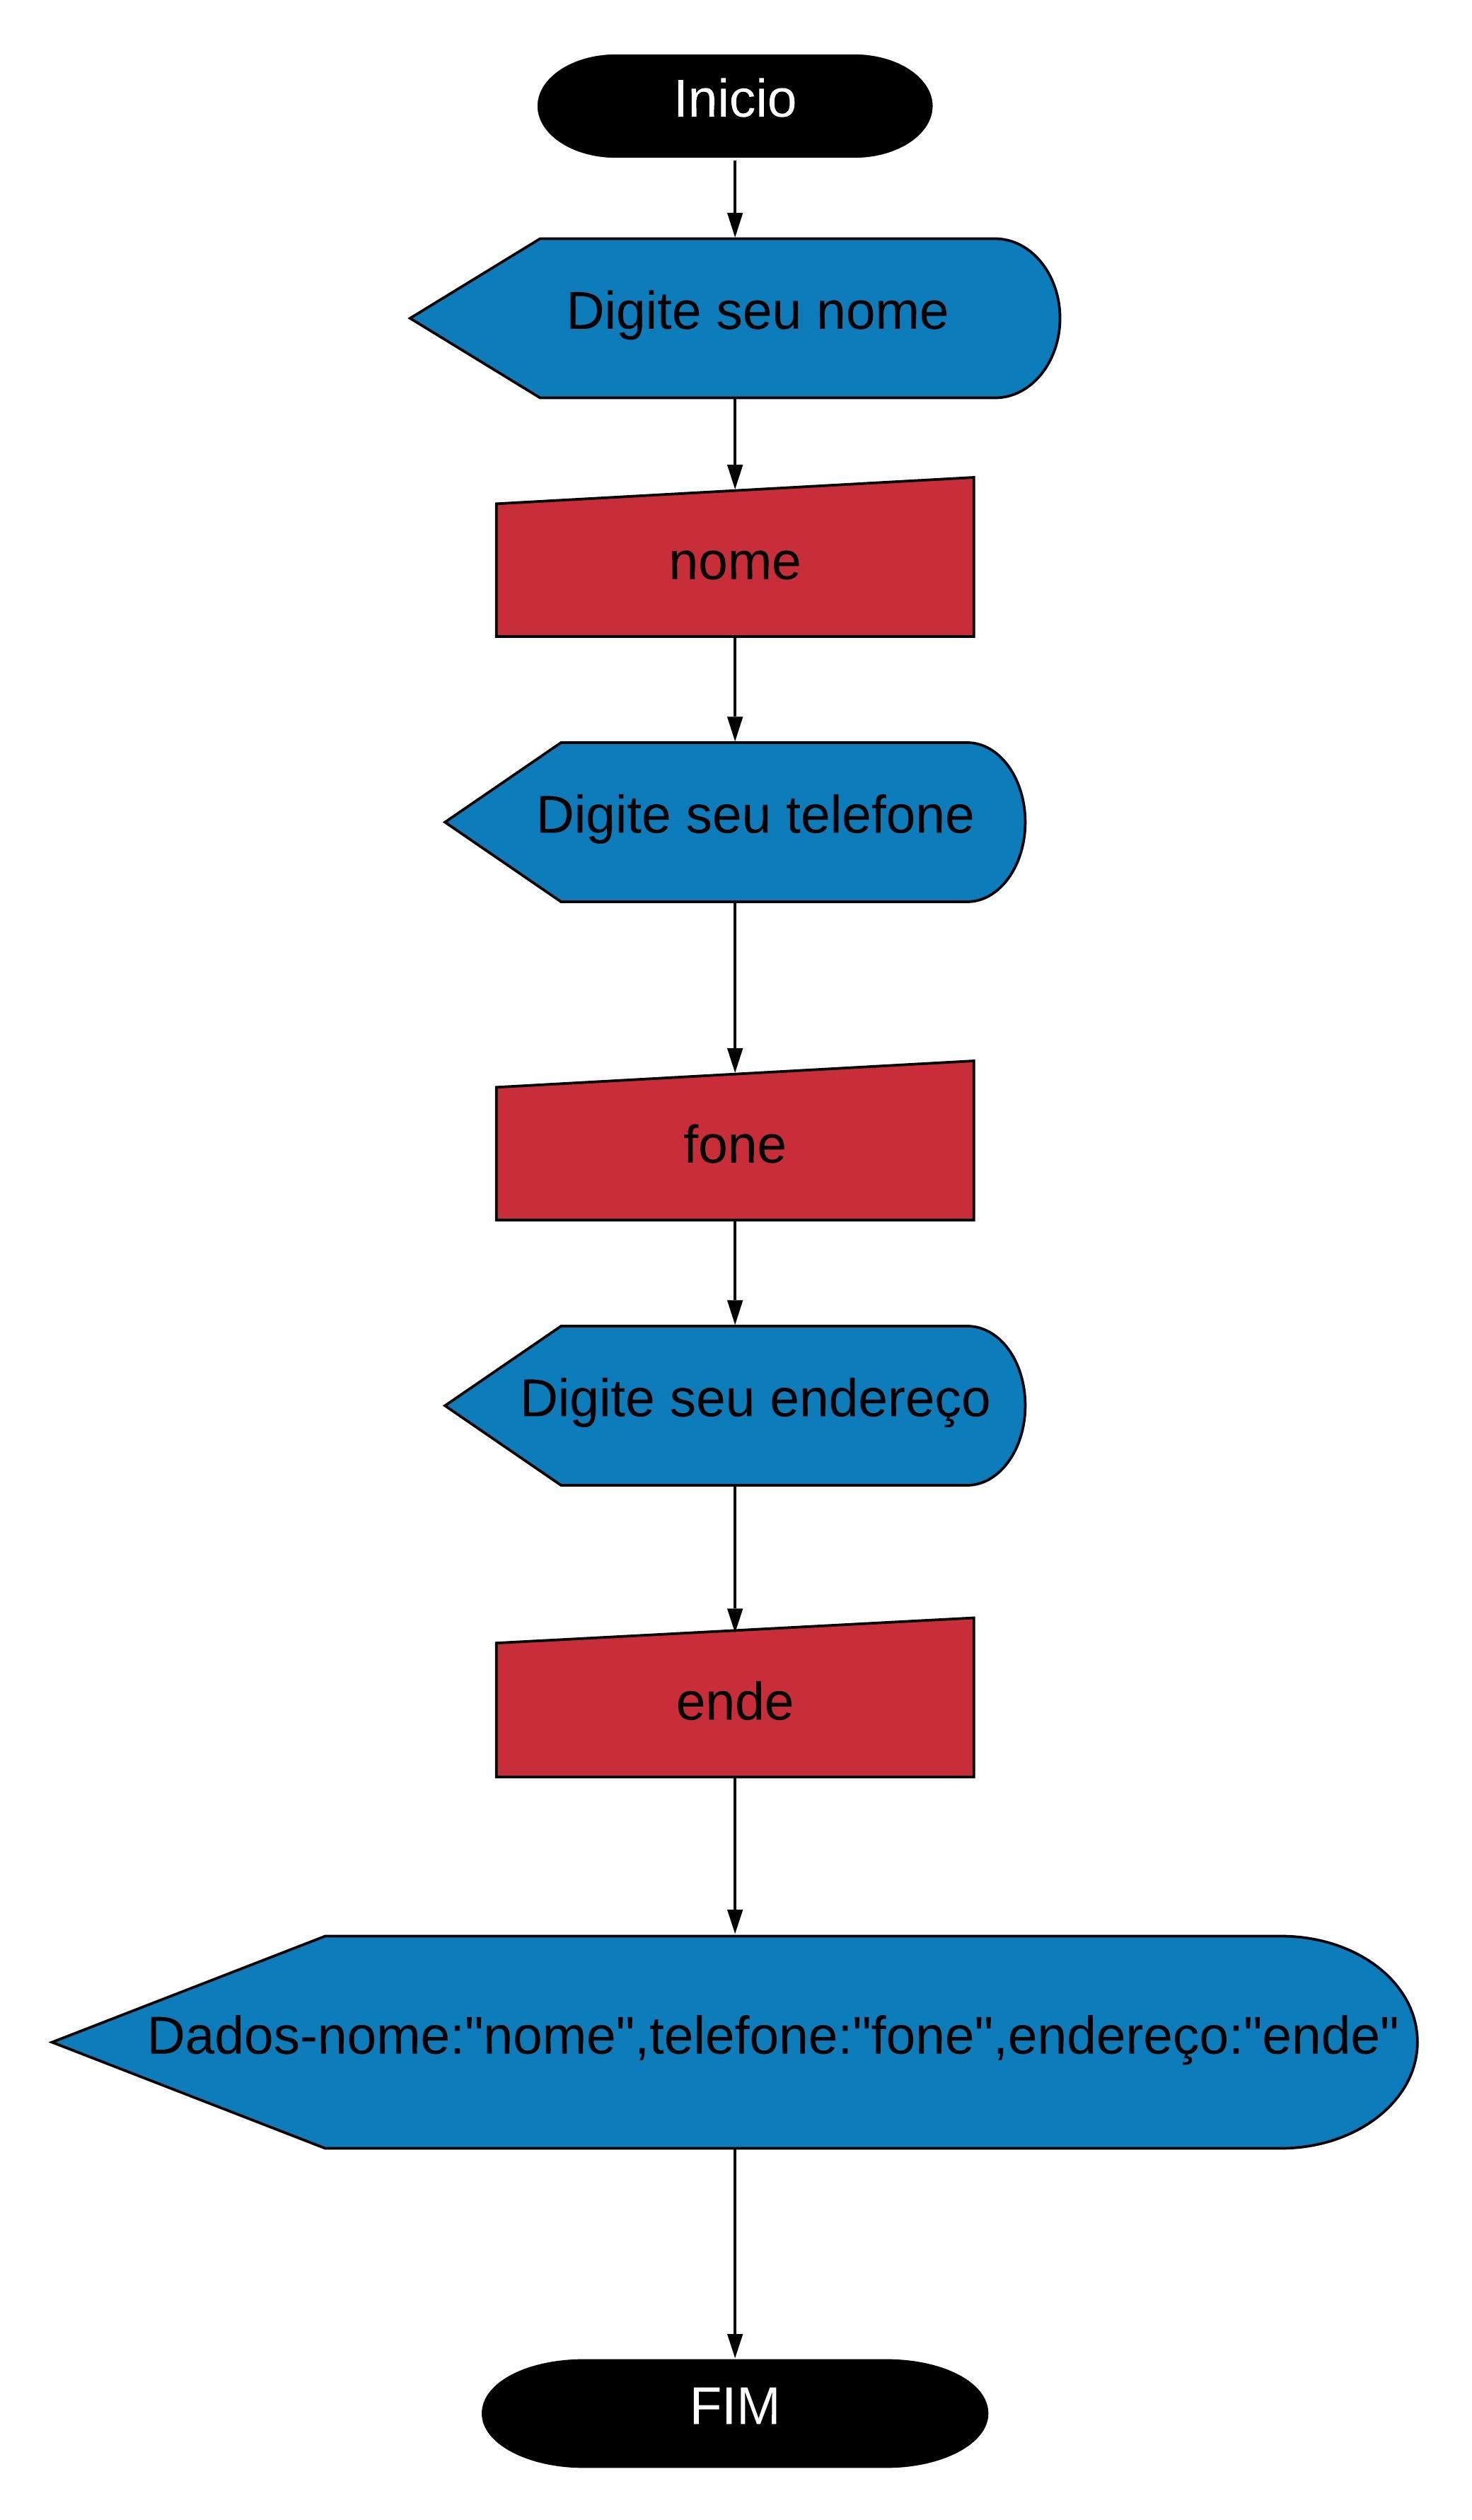 Inicio
Digite seu nome
nome
Digite seu telefone
fone
Digite seu endereço
ende
Dados-nome:"nome",telefone:"fone",endereço:"ende"
FIM